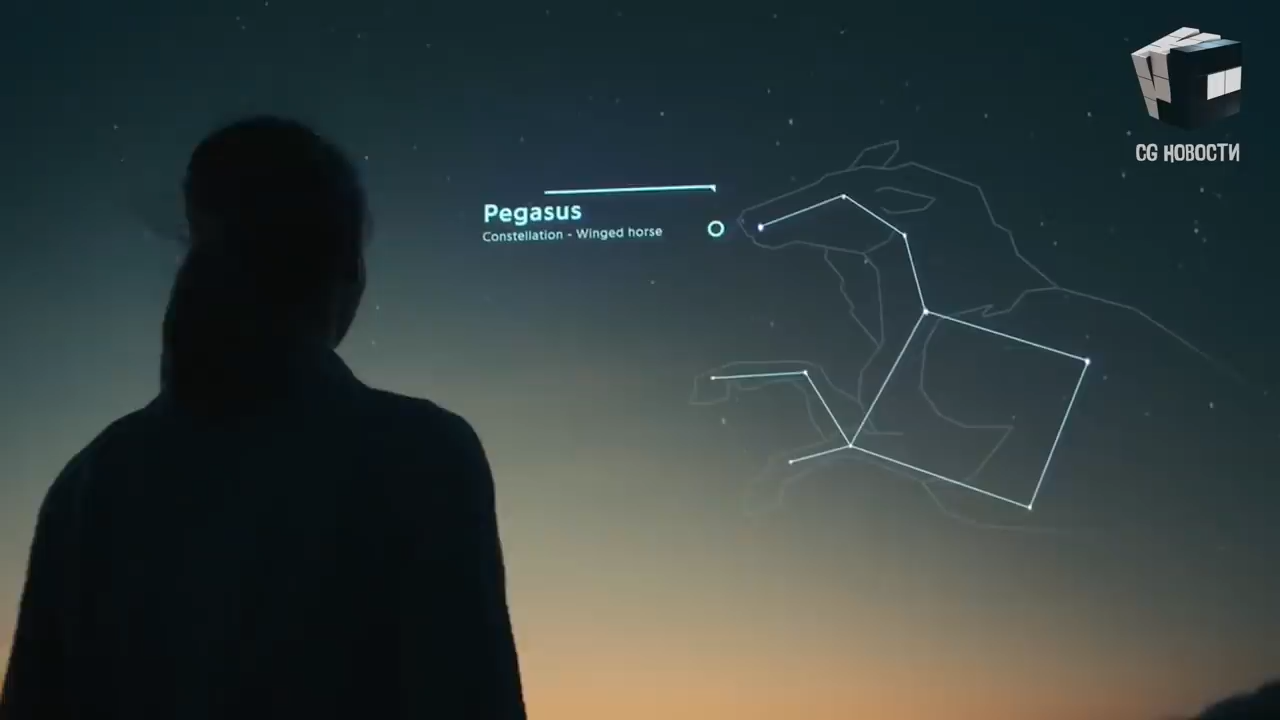 Pegasus
Constellation - Winged horse
CG НОВОСТИ